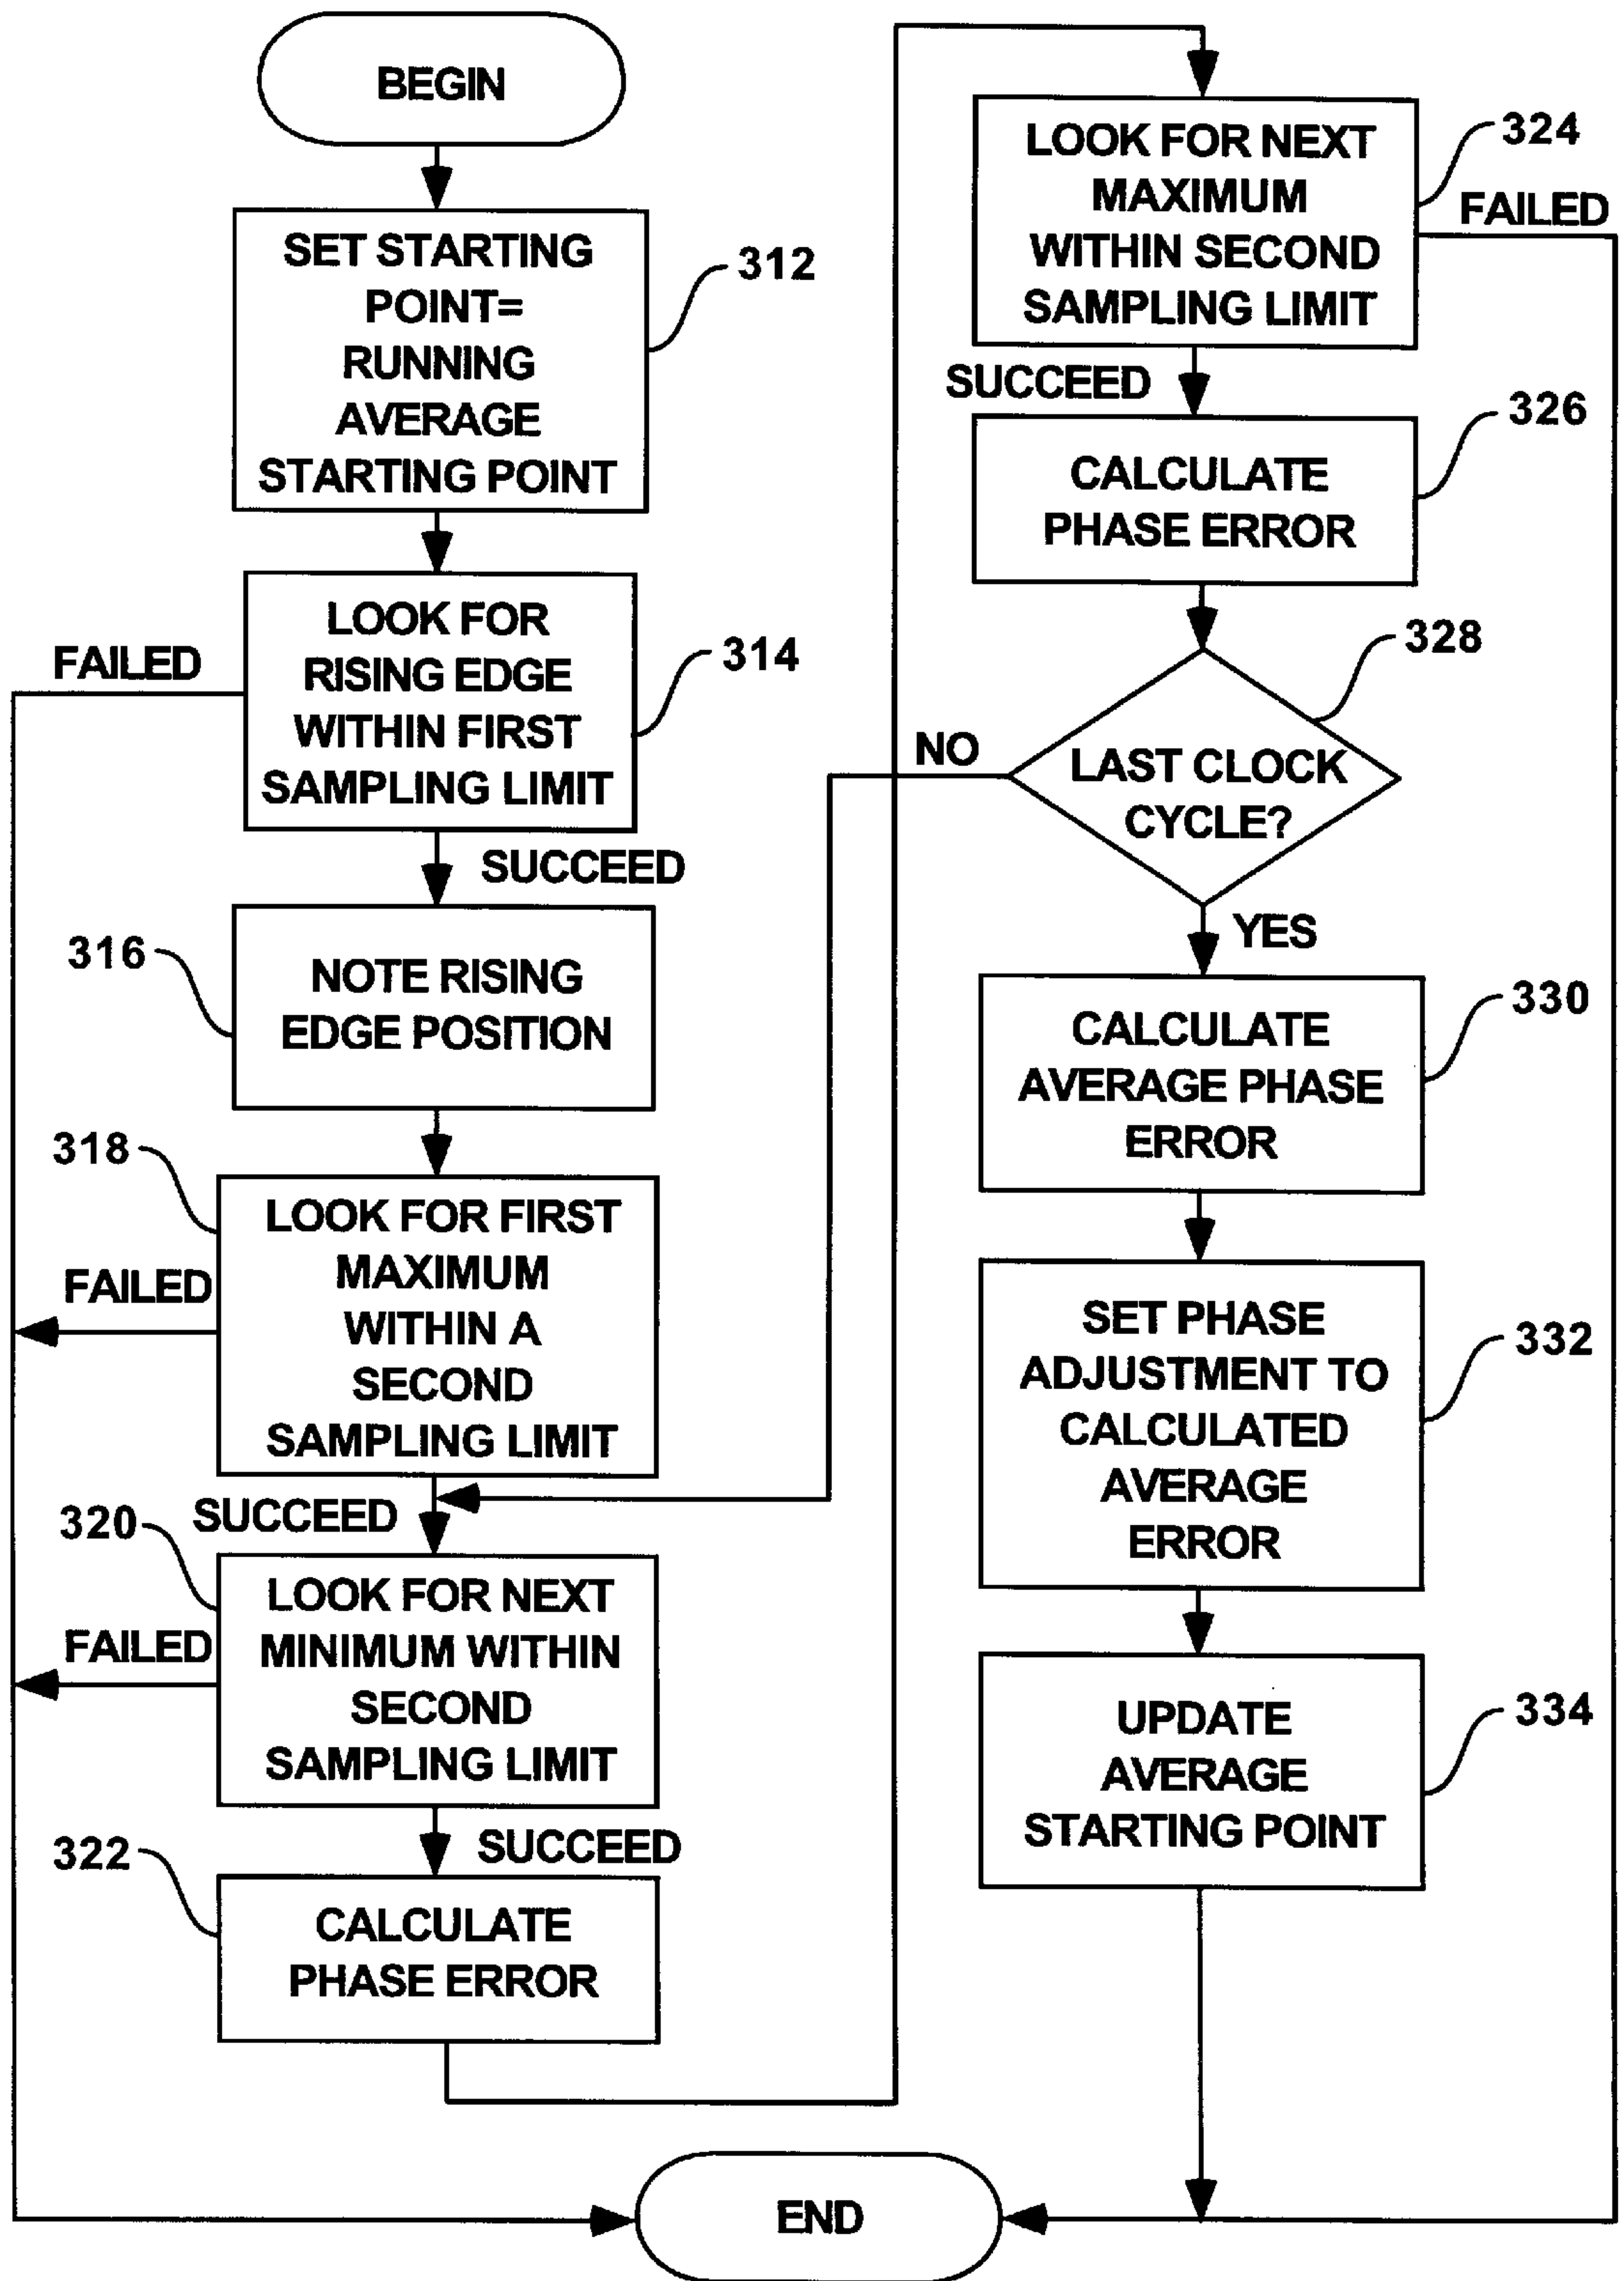 BEGIN
SET STARTING
POINT=
RUNNING
AVERAGE
STARTING POINT
312
LOOK FOR
RISING EDGE
WITHIN FIRST
SAMPLING LIMIT
314
FAILED
SUCCEED
316
NOTE RISING
EDGE POSITION
318
LOOK FOR FIRST
MAXIMUM
WITHIN A
SECOND
SAMPLING LIMIT
FAILED
SUCCEED
320
LOOK FOR NEXT
MINIMUM WITHIN
SECOND
SAMPLING LIMIT
FAILED
SUCCEED
322
CALCULATE
PHASE ERROR
LOOK FOR NEXT
MAXIMUM
WITHIN SECOND
SAMPLING LIMIT
324
FAILED
SUCCEED
326
CALCULATE
PHASE ERROR
328
NO
LAST CLOCK
CYCLE?
YES
330
CALCULATE
AVERAGE PHASE
ERROR
SET PHASE
ADJUSTMENT TO
CALCULATED
AVERAGE
ERROR
332
UPDATE
AVERAGE
STARTING POINT
334
END